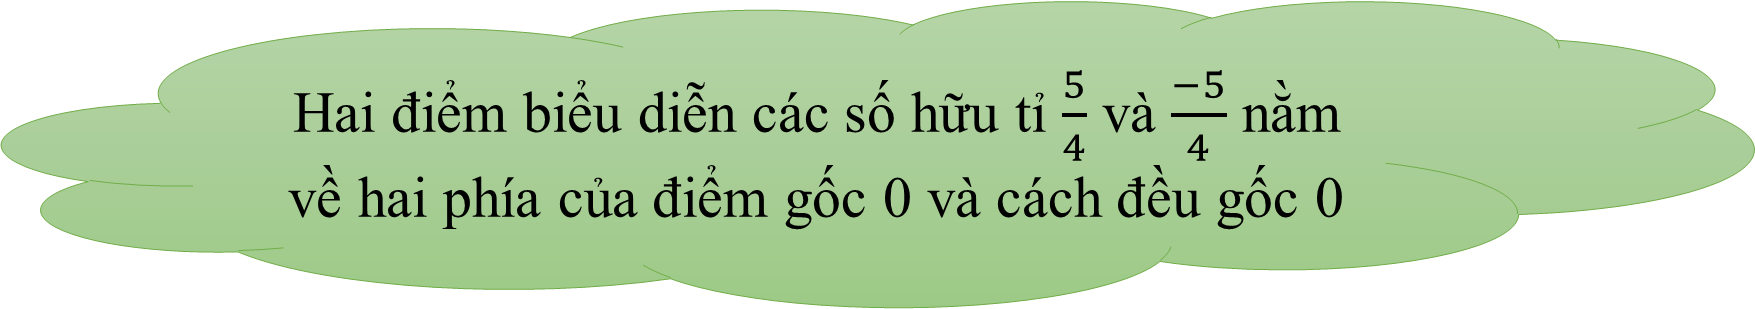 Hai điểm biểu diễn các số hữu tỉ 5/4 và −5/4 nằm
về hai phía của điểm gốc 0 và cách đều gốc 0